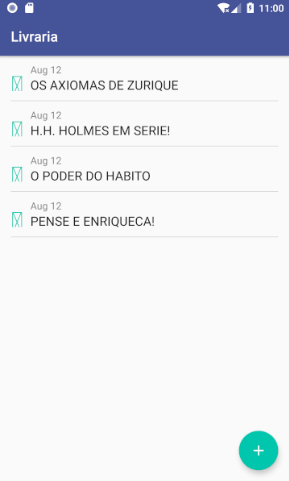 11:00
Livraria
Aug 12
OS AXIOMAS DE ZURIQUE
Aug 12
H.H. HOLMES EM SERIE!
Aug 12
O PODER DO HABITO
Aug 12
PENSE E ENRIQUECA!
+